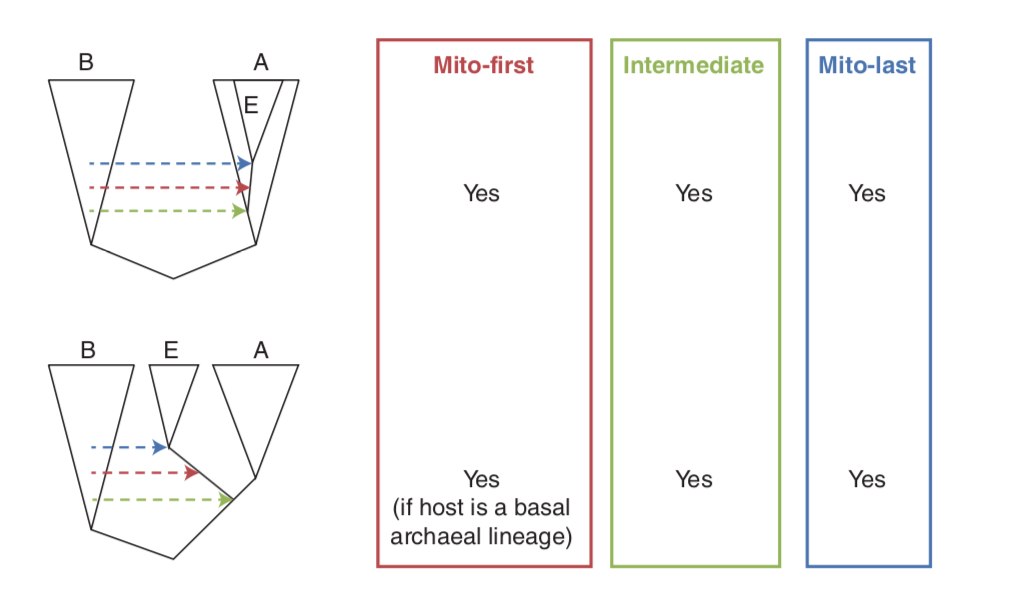 B A
E
Mito-first Intermediate Mito-last
Yes Yes Yes
B E A
Yes Yes Yes
(if host is a basal
archaeal lineage)